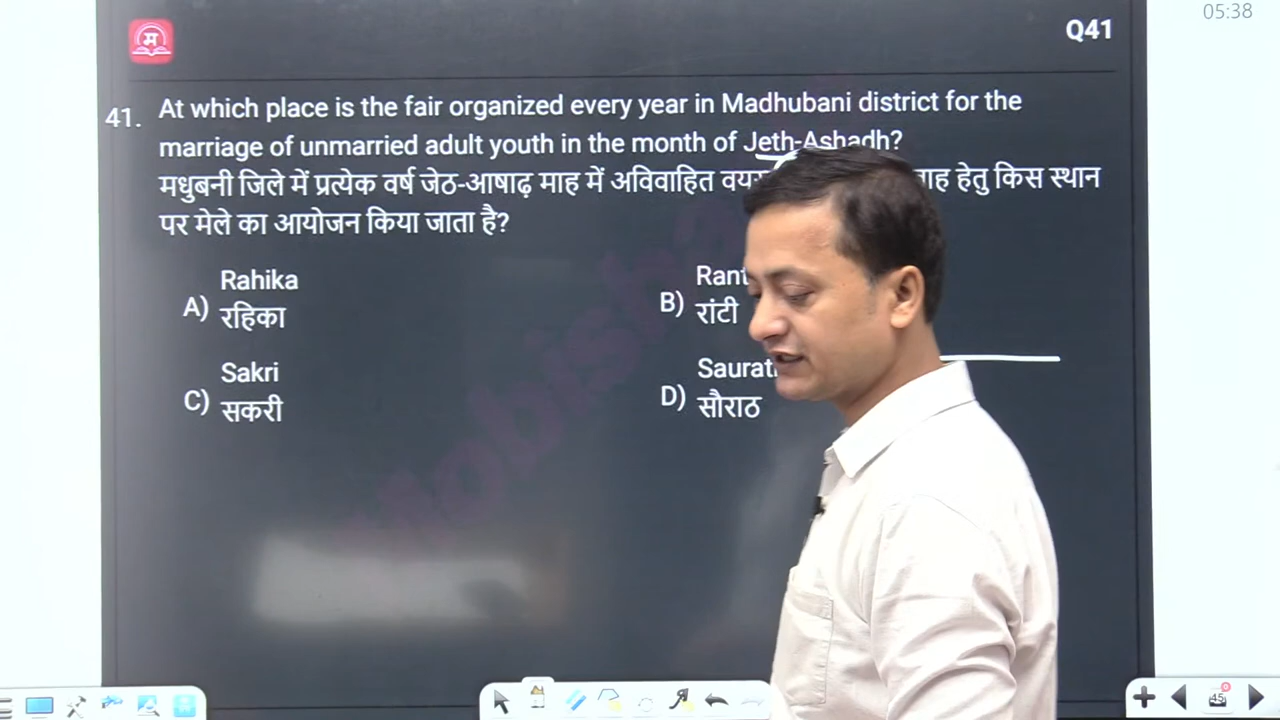 05:38
म
Q41
41. At which place is the fair organized every year in Madhubani district for the
marriage of unmarried adult youth in the month of Jeth-Ashadh?
मधुबनी जिले में प्रत्येक वर्ष जेठ-आषाढ़ माह में अविवाहित हेतु किस स्थान
पर मेले का आयोजन किया जाता है?
Rahika
A) रहिका
B) रांटी
Sakri
C) सकरी
D) सौराठ
45